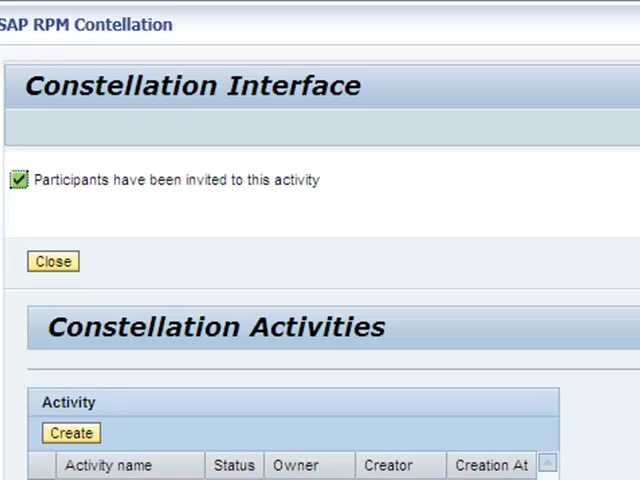 SAP RPM Contellation
Constellation Interface
Participants have been invited to this activity
Close
Constellation Activities
Activity
Create
Activity name Status Owner Creator Creation At